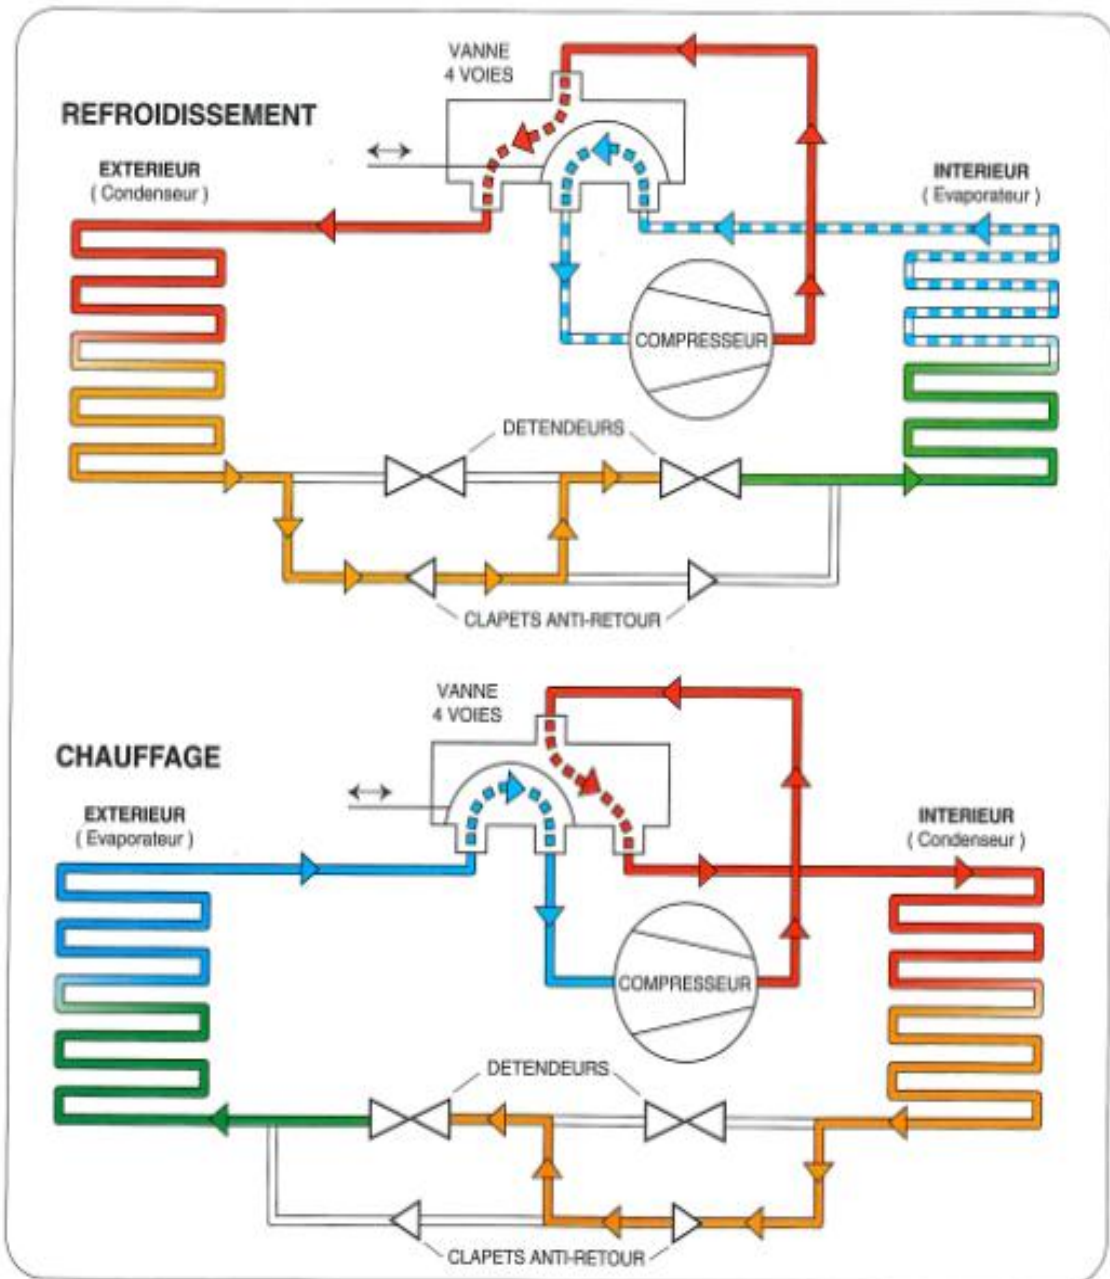 VANNE
4 VOIES
REFROIDISSEMENT
EXTERIEUR
( Condenseur )
INTERIEUR
( Evaporateur )
COMPRESSEUR
DETENDEURS
CLAPETS ANTI-RETOUR
VANNE
4 VOIES
CHAUFFAGE
EXTERIEUR
( Evaporateur )
INTERIEUR
( Condenseur )
COMPRESSEUR
DETENDEURS
CLAPETS ANTI-RETOUR